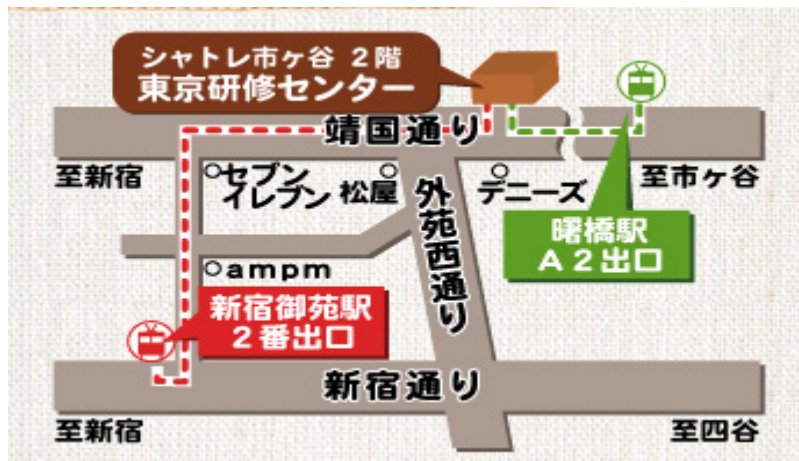 シャトレ市ヶ谷 2階
東京研修センター
靖国通り
至新宿
セブン
イレブン
松屋
デニーズ
至市ヶ谷
外苑西通り
曙橋駅
A2出口
ampm
新宿御苑駅
2番出口
新宿通り
至新宿
至四谷